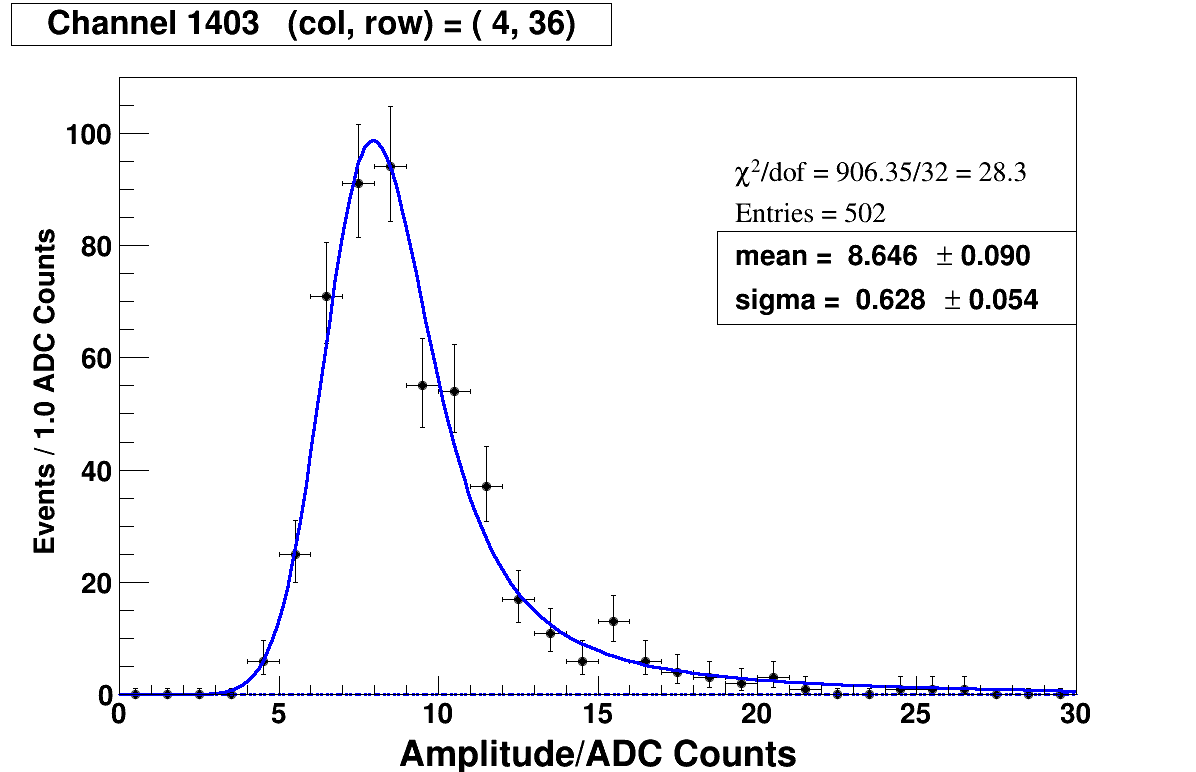 Channel 1403 (col, row) = ( 4, 36)
χ²/dof = 906.35/32 = 28.3
Entries = 502
mean = 8.646 ± 0.090
sigma = 0.628 ± 0.054
Events / 1.0 ADC Counts
100
80
60
40
20
0
0 5 10 15 20 25 30
Amplitude/ADC Counts